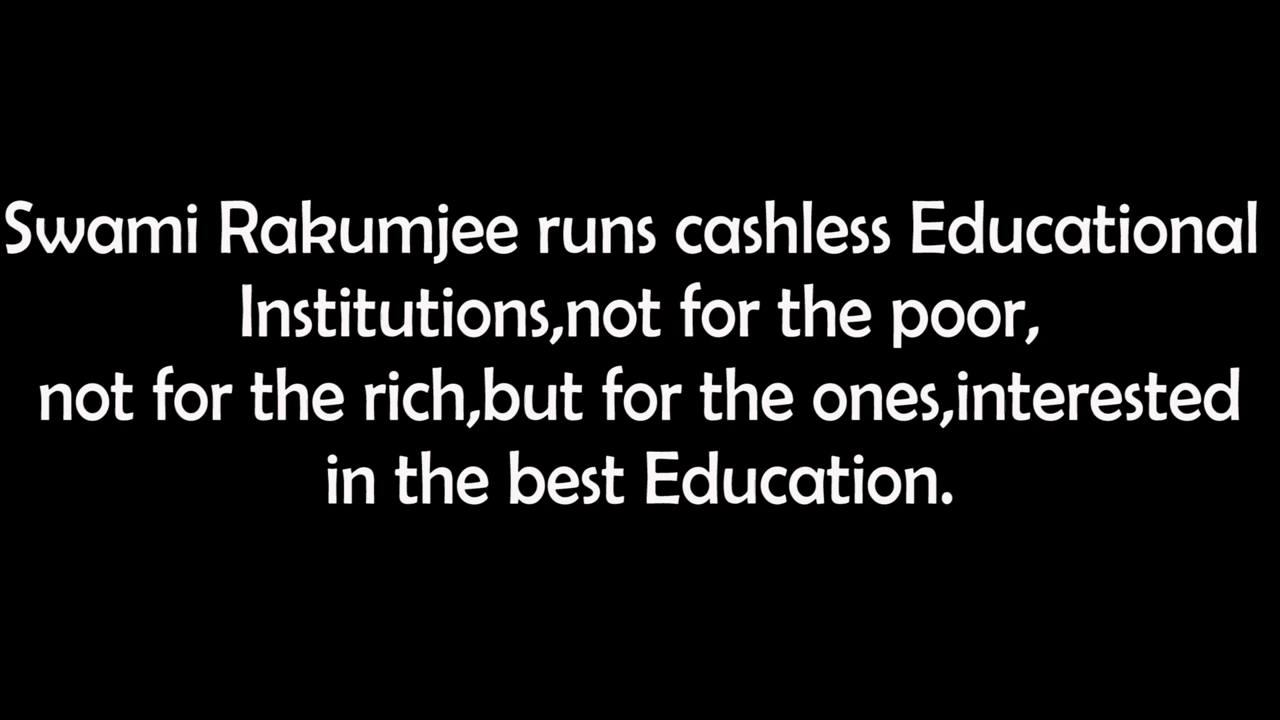 Swami Rakumjee runs cashless Educational
Institutions,not for the poor,
not for the rich,but for the ones,interested
in the best Education.